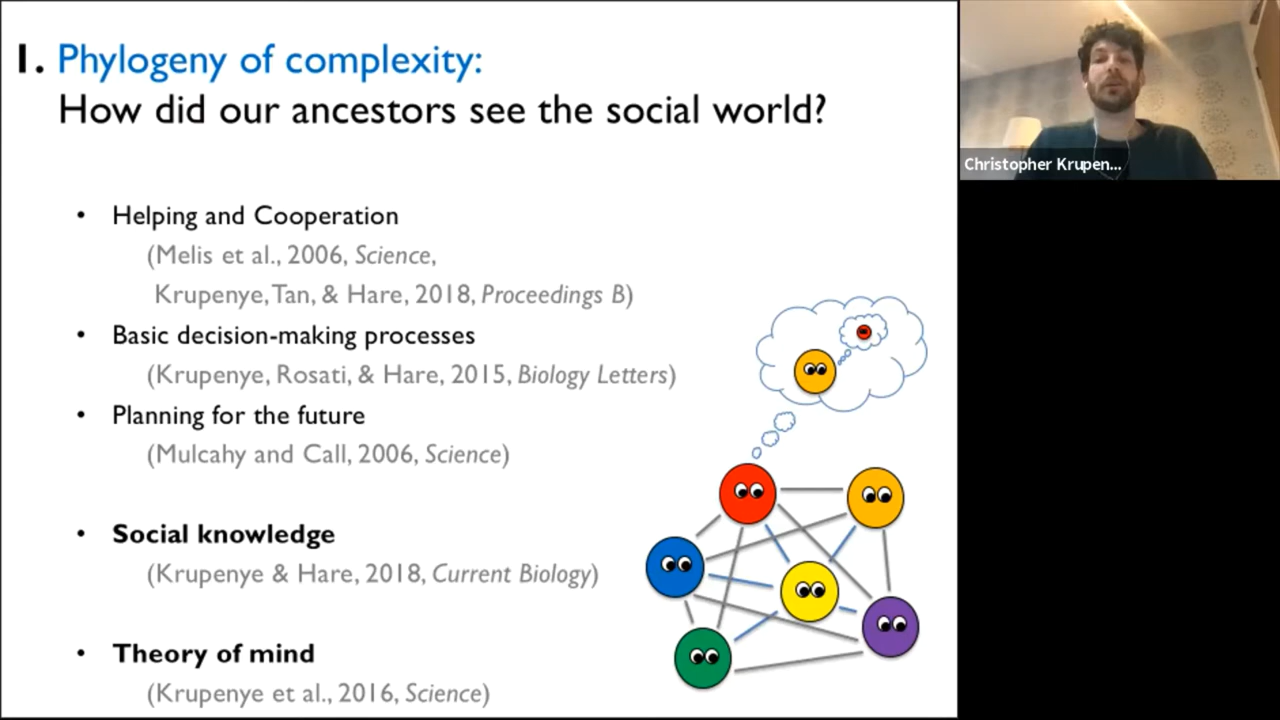 1. Phylogeny of complexity:
How did our ancestors see the social world?
• Helping and Cooperation
(Melis et al., 2006, Science,
Krupenye, Tan, & Hare, 2018, Proceedings B)
• Basic decision-making processes
(Krupenye, Rosati, & Hare, 2015, Biology Letters)
• Planning for the future
(Mulcahy and Call, 2006, Science)
• Social knowledge
(Krupenye & Hare, 2018, Current Biology)
• Theory of mind
(Krupenye et al., 2016, Science)
Christopher Krupen...